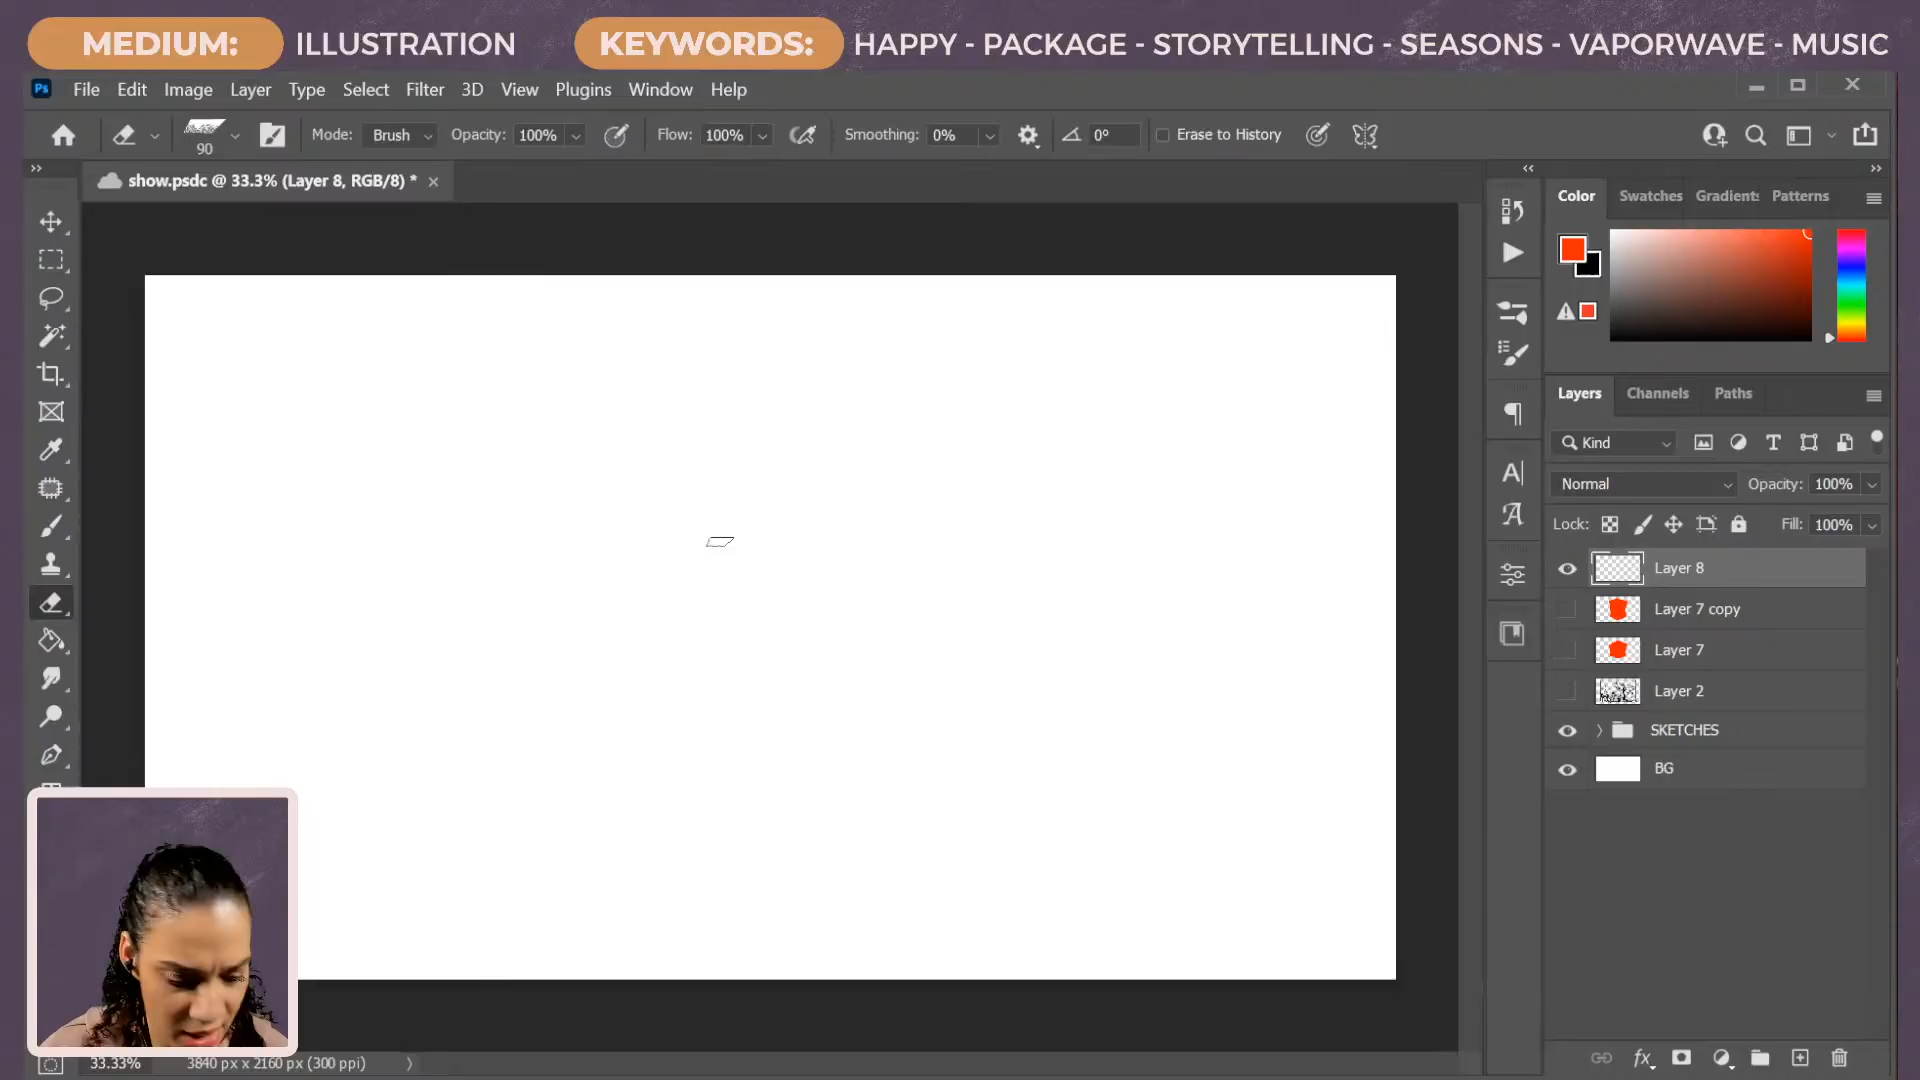 MEDIUM: ILLUSTRATION KEYWORDS: HAPPY - PACKAGE - STORYTELLING - SEASONS - VAPORWAVE - MUSIC
Ps File Edit Image Layer Type Select Filter 3D View Plugins Window Help
90 Mode: Brush Opacity: 100% Flow: 100% Smoothing: 0% 0° Erase to History
show.psdc @ 33.3% (Layer 8, RGB/8) *
Color Swatches Gradients Patterns
Layers Channels Paths
Kind
Normal Opacity: 100%
Lock: Fill: 100%
Layer 8
Layer 7 copy
Layer 7
Layer 2
SKETCHES
BG
33.33% 3840 px x 2160 px (300 ppi)